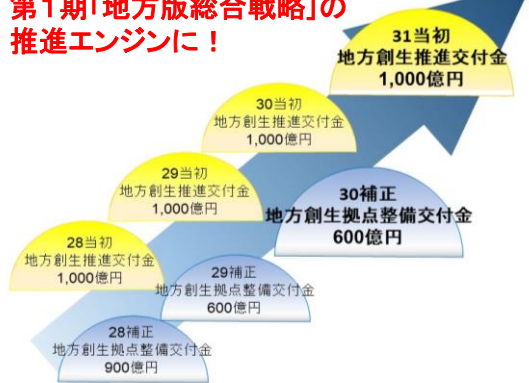 第1期「地方版総合戦略」の
推進エンジンに！
31当初
地方創生推進交付金
1,000億円
30当初
地方創生推進交付金
1,000億円
29当初
地方創生推進交付金
1,000億円
30補正
地方創生拠点整備交付金
600億円
28当初
地方創生推進交付金
1,000億円
29補正
地方創生拠点整備交付金
600億円
28補正
地方創生拠点整備交付金
900億円